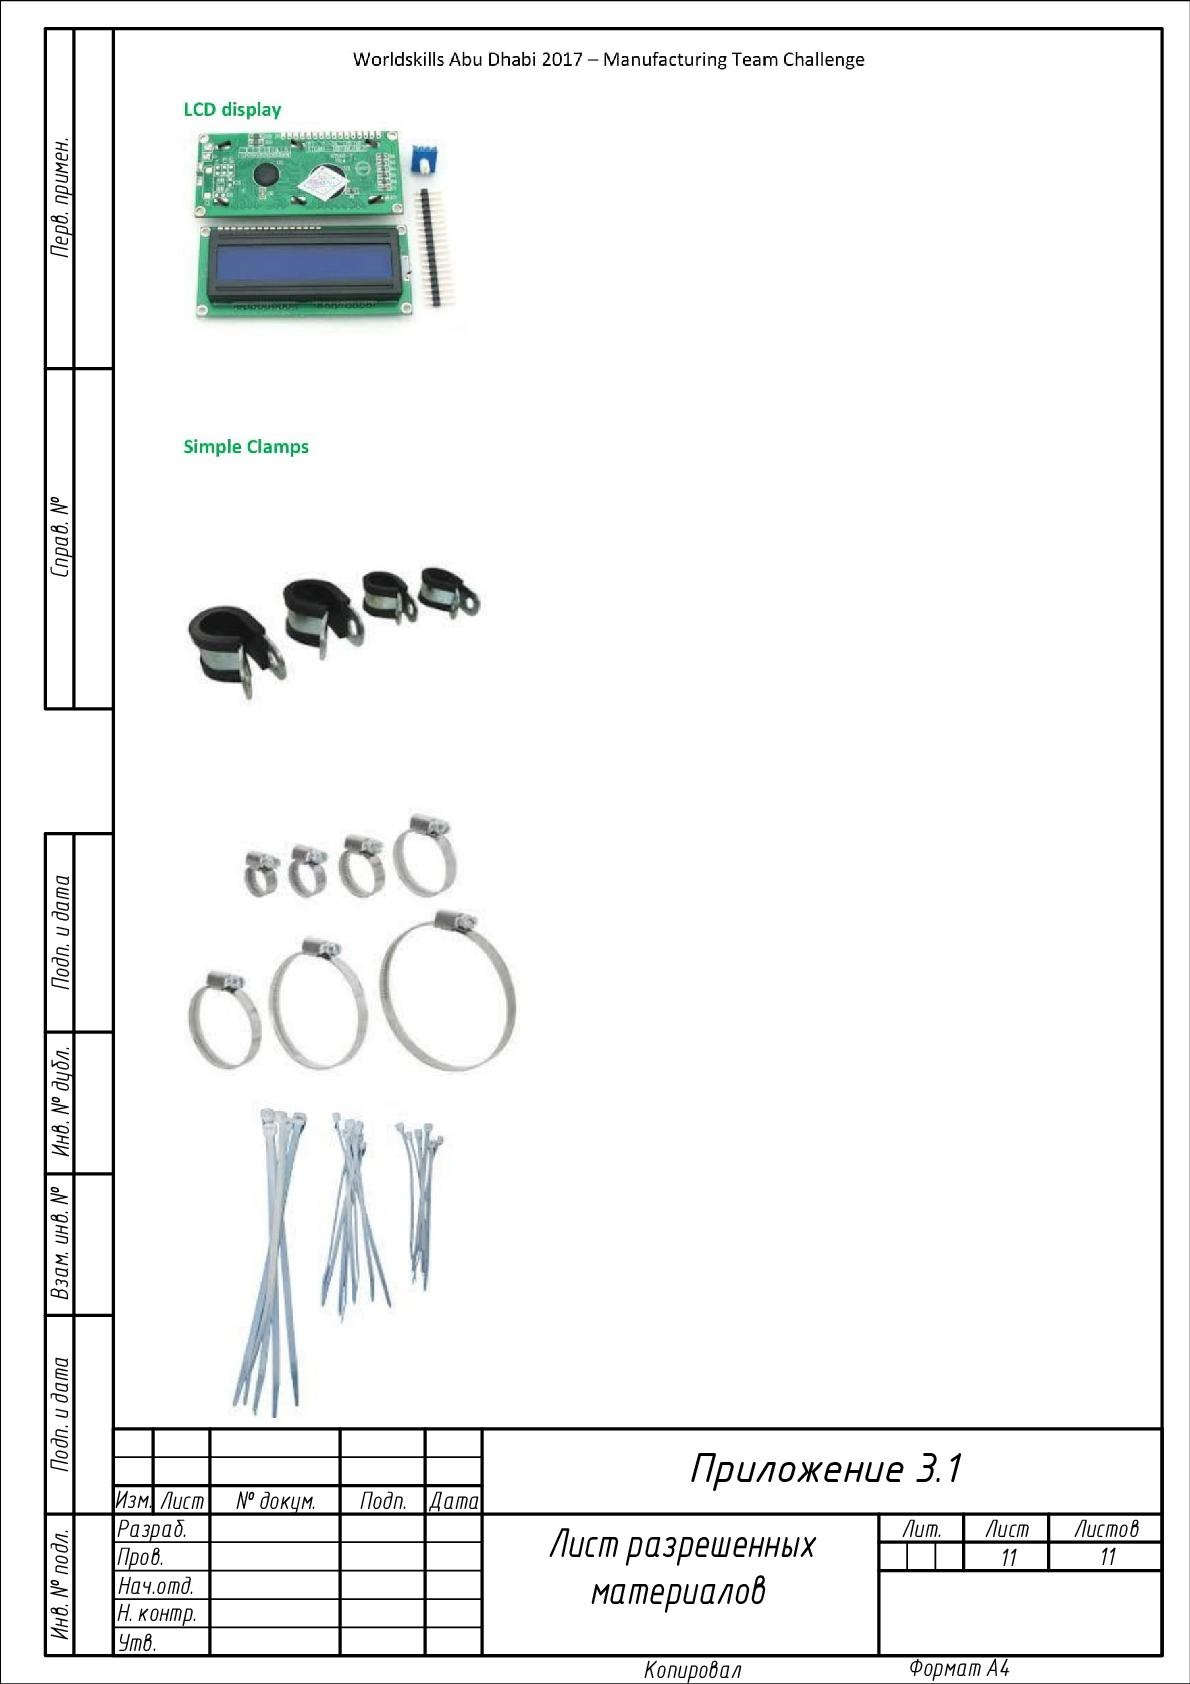 Worldskills Abu Dhabi 2017 – Manufacturing Team Challenge
LCD display
Simple Clamps
Перв. примен.
Справ. №
Подп. и дата
Инв. № дубл.
Взам. инв. №
Подп. и дата
Инв. № подл.
Изм. Лист № докум. Подп. Дата
Разраб.
Пров.
Нач.отд.
Н. контр.
Утв.
Приложение 3.1
Лист разрешенных
материалов
Лит. Лист Листов
11 11
Копировал Формат А4